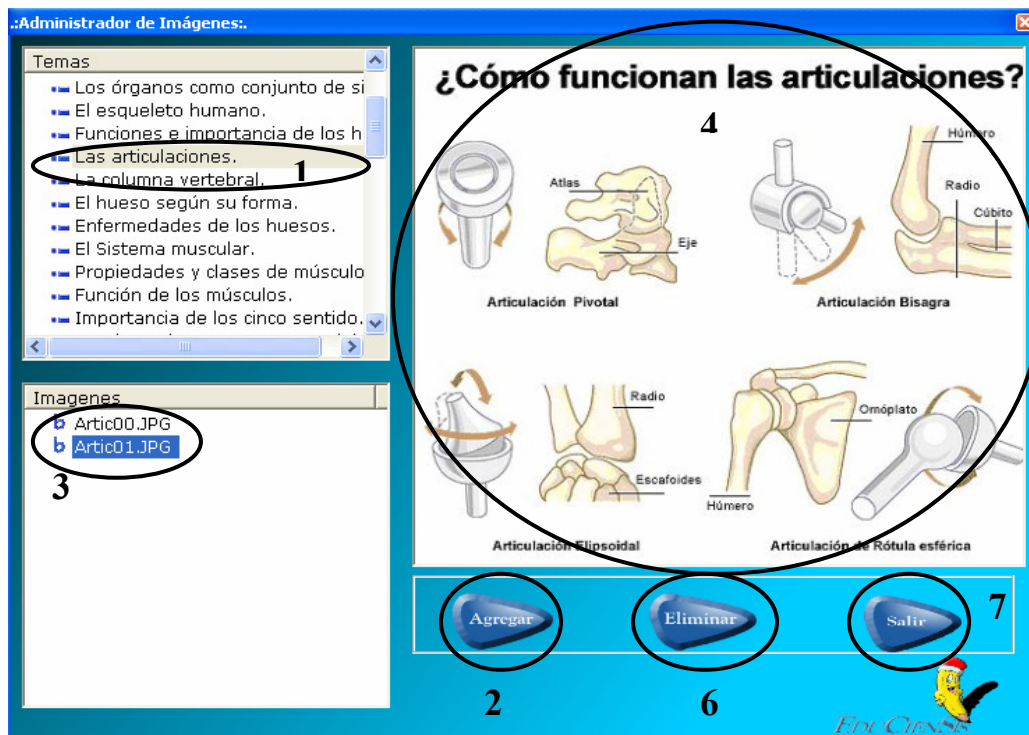 .:Administrador de Imágenes:.
Temas
Los órganos como conjunto de si
El esqueleto humano.
Funciones e importancia de los h
Las articulaciones.
1
La columna vertebral.
El hueso según su forma.
Enfermedades de los huesos.
El Sistema muscular.
Propiedades y clases de músculo
Función de los músculos.
Importancia de los cinco sentido.
Imagenes
Artic00.JPG
Artic01.JPG
3
¿Cómo funcionan las articulaciones?
4
Atlas
Eje
Articulación Pivotal
Húmero
Radio
Cúbito
Articulación Bisagra
Radio
Escafoides
Articulación Elipsoidal
Omóplato
Húmero
Articulación de Rótula esférica
Agregar
Eliminar
Salir
7
2
6
EDUCIENSIS